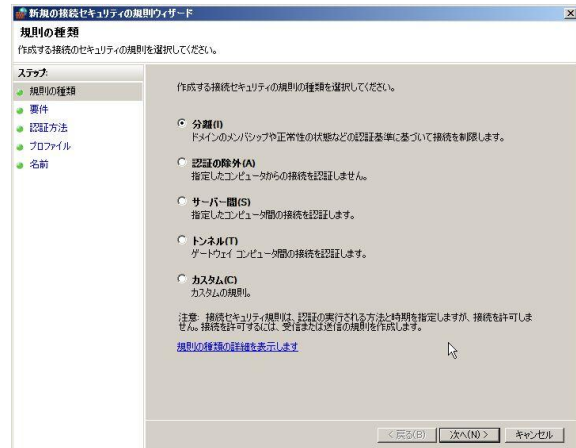 新規の接続セキュリティの規則ウィザード
規則の種類
作成する接続のセキュリティの規則を選択してください。
ステップ:
規則の種類
要件
認証方法
プロファイル
名前
作成する接続セキュリティの規則の種類を選択してください。
分離(I)
ドメインのメンバシップや正常性の状態などの認証基準に基づいて接続を制限します。
認証の除外(A)
指定したコンピュータからの接続を認証しません。
サーバー間(S)
指定したコンピュータ間の接続を認証します。
トンネル(T)
ゲートウェイ コンピュータ間の接続を認証します。
カスタム(C)
カスタムの規則。
注意: 接続セキュリティ規則は、認証の実行される方法と時期を指定しますが、接続を許可しま
せん。接続を許可するには、受信または送信の規則を作成します。
規則の種類の詳細を表示します
< 戻る(B)
次へ(N) >
キャンセル